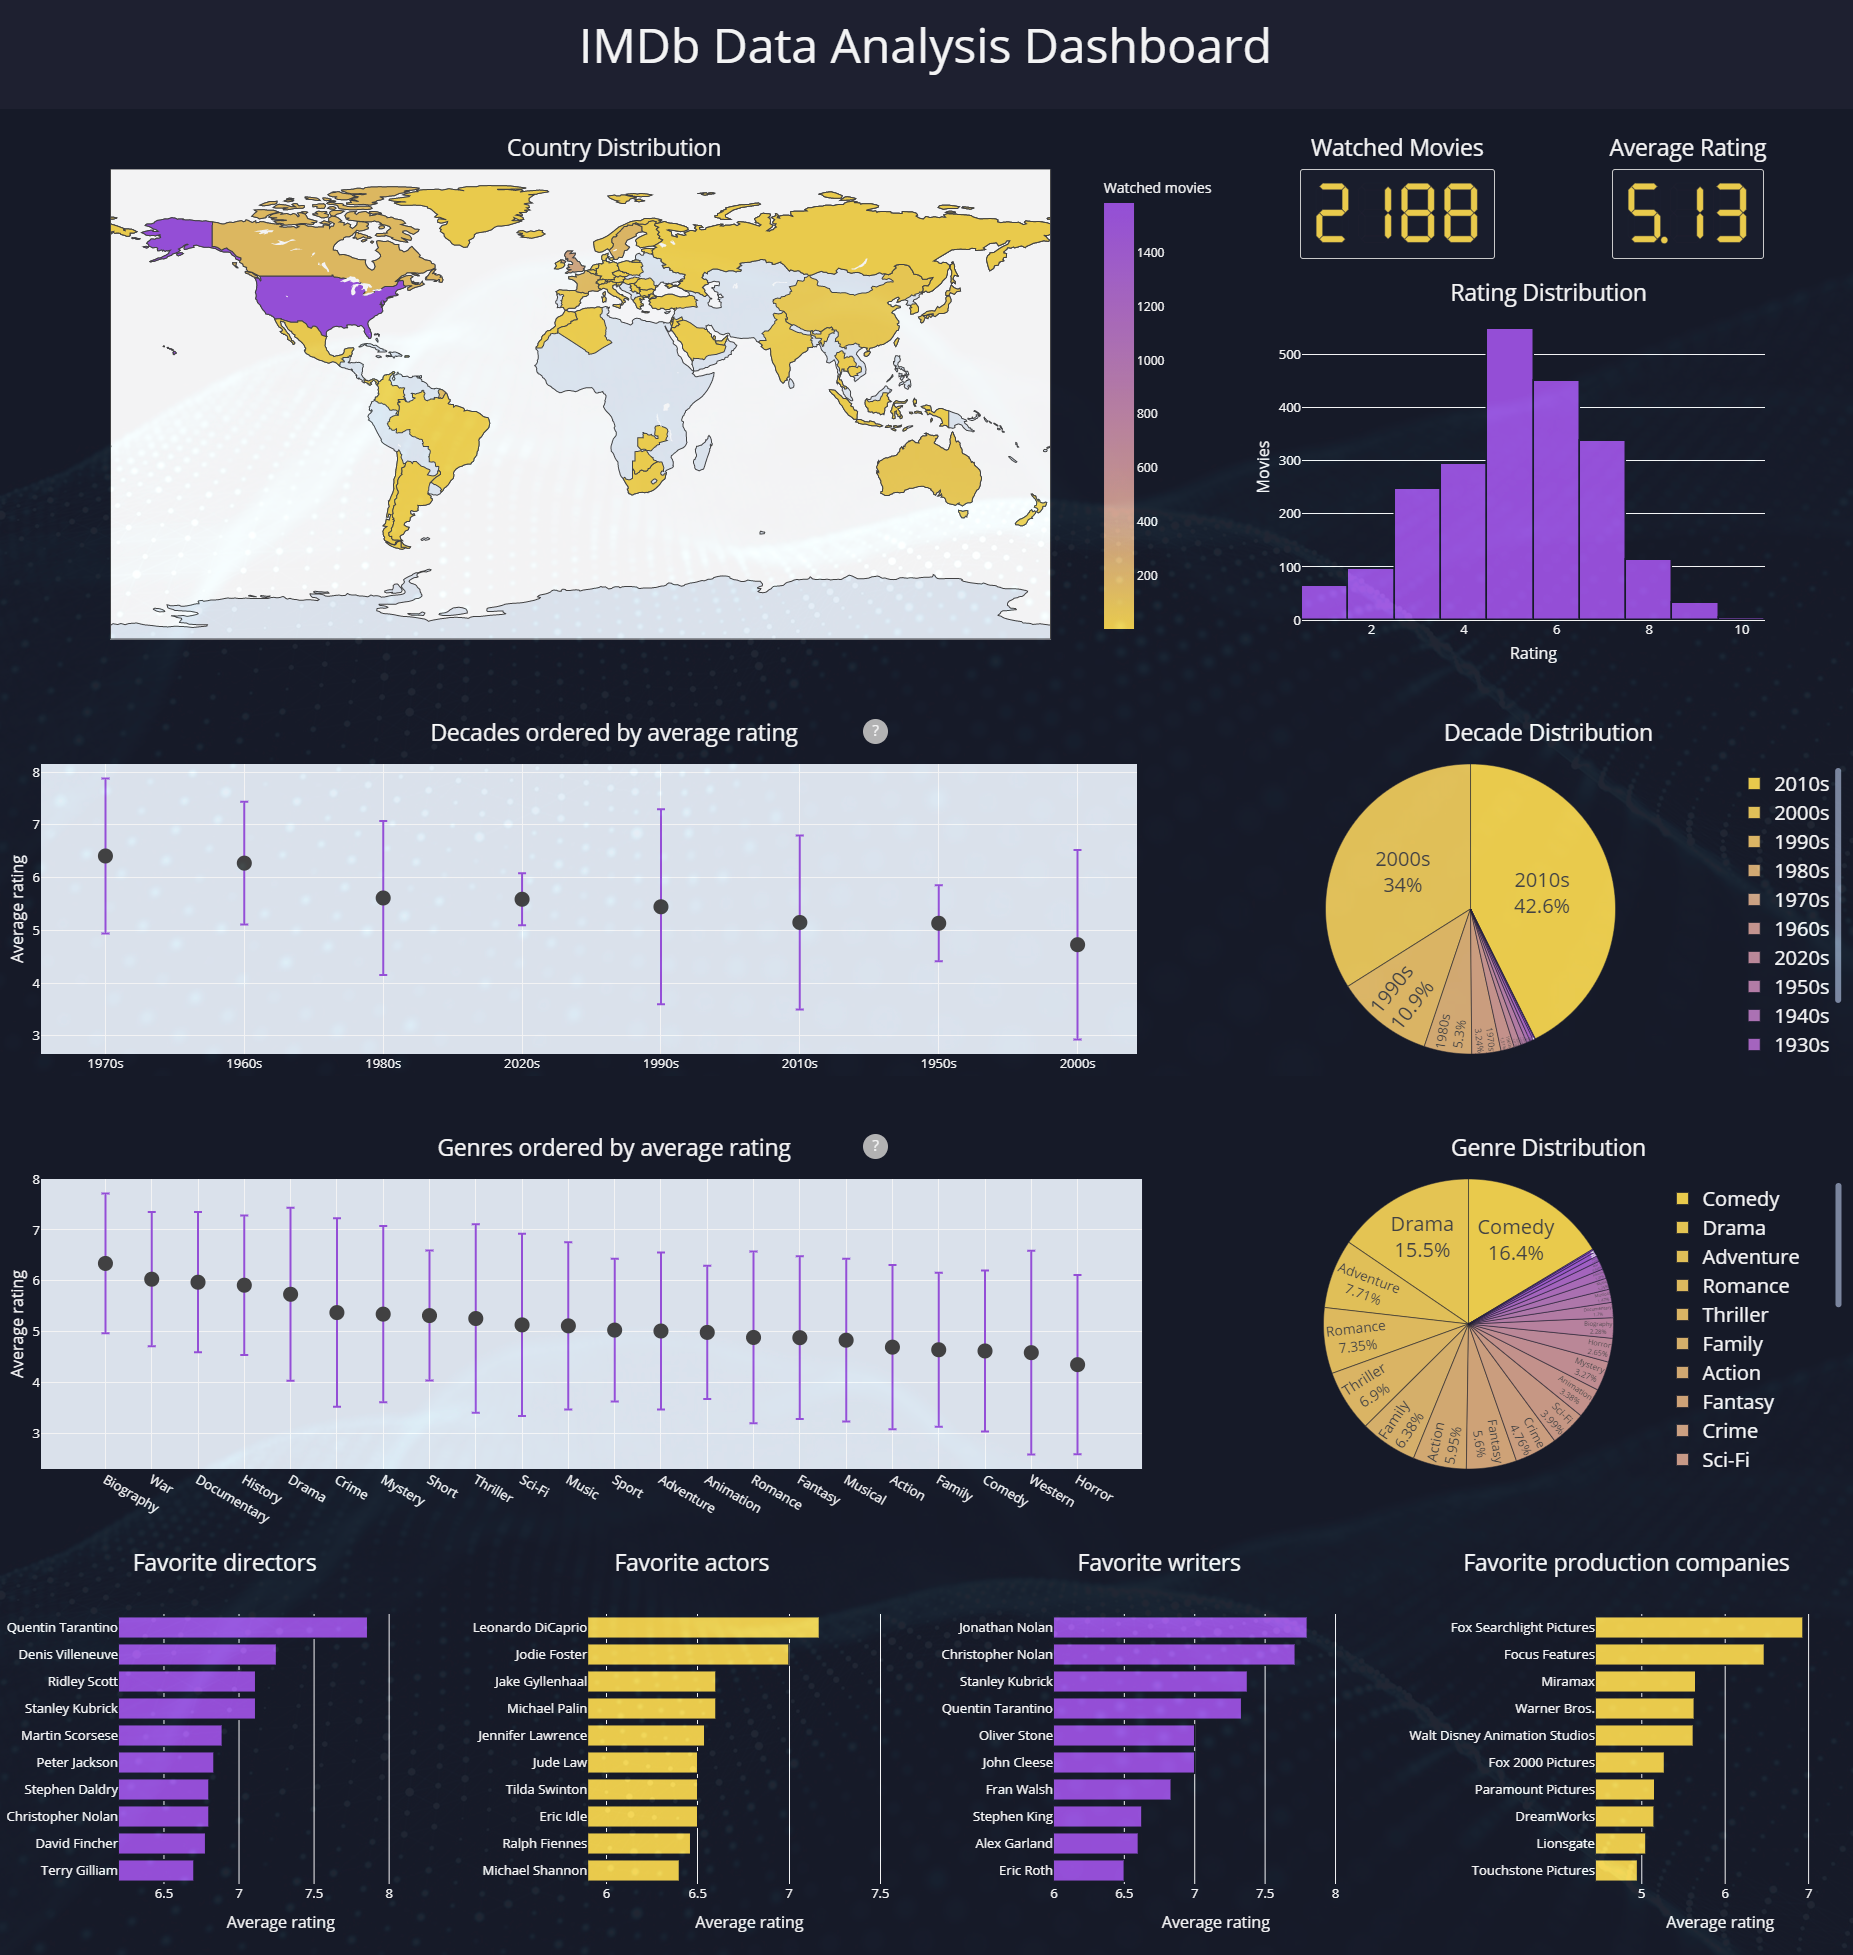 IMDb Data Analysis Dashboard
Country Distribution
Watched movies
1400
1200
1000
800
600
400
200
Watched Movies
2188
Average Rating
5.13
Rating Distribution
Movies
500
400
300
200
100
0
2 4 6 8 10
Rating
Decades ordered by average rating
?
Average rating
8
7
6
5
4
3
1970s 1960s 1980s 2020s 1990s 2010s 1950s 2000s
Decade Distribution
2010s
42.6%
2000s
34%
1990s
10.9%
1980s
5.3%
1970s
3.24%
2010s
2000s
1990s
1980s
1970s
1960s
2020s
1950s
1940s
1930s
Genres ordered by average rating
?
Average rating
8
7
6
5
4
3
Biography War Documentary History Drama Crime Mystery Short Thriller Sci-Fi Music Sport Adventure Animation Romance Fantasy Musical Action Family Comedy Western Horror
Genre Distribution
Comedy
16.4%
Drama
15.5%
Adventure
7.71%
Romance
7.35%
Thriller
6.9%
Family
6.38%
Action
5.95%
Fantasy
5.6%
Crime
4.76%
Sci-Fi
3.99%
Animation
3.38%
Mystery
3.27%
Horror
2.65%
Biography
Comedy
Drama
Adventure
Romance
Thriller
Family
Action
Fantasy
Crime
Sci-Fi
Favorite directors
Quentin Tarantino
Denis Villeneuve
Ridley Scott
Stanley Kubrick
Martin Scorsese
Peter Jackson
Stephen Daldry
Christopher Nolan
David Fincher
Terry Gilliam
6.5 7 7.5 8
Average rating
Favorite actors
Leonardo DiCaprio
Jodie Foster
Jake Gyllenhaal
Michael Palin
Jennifer Lawrence
Jude Law
Tilda Swinton
Eric Idle
Ralph Fiennes
Michael Shannon
6 6.5 7 7.5
Average rating
Favorite writers
Jonathan Nolan
Christopher Nolan
Stanley Kubrick
Quentin Tarantino
Oliver Stone
John Cleese
Fran Walsh
Stephen King
Alex Garland
Eric Roth
6 6.5 7 7.5 8
Average rating
Favorite production companies
Fox Searchlight Pictures
Focus Features
Miramax
Warner Bros.
Walt Disney Animation Studios
Fox 2000 Pictures
Paramount Pictures
DreamWorks
Lionsgate
Touchstone Pictures
5 6 7
Average rating